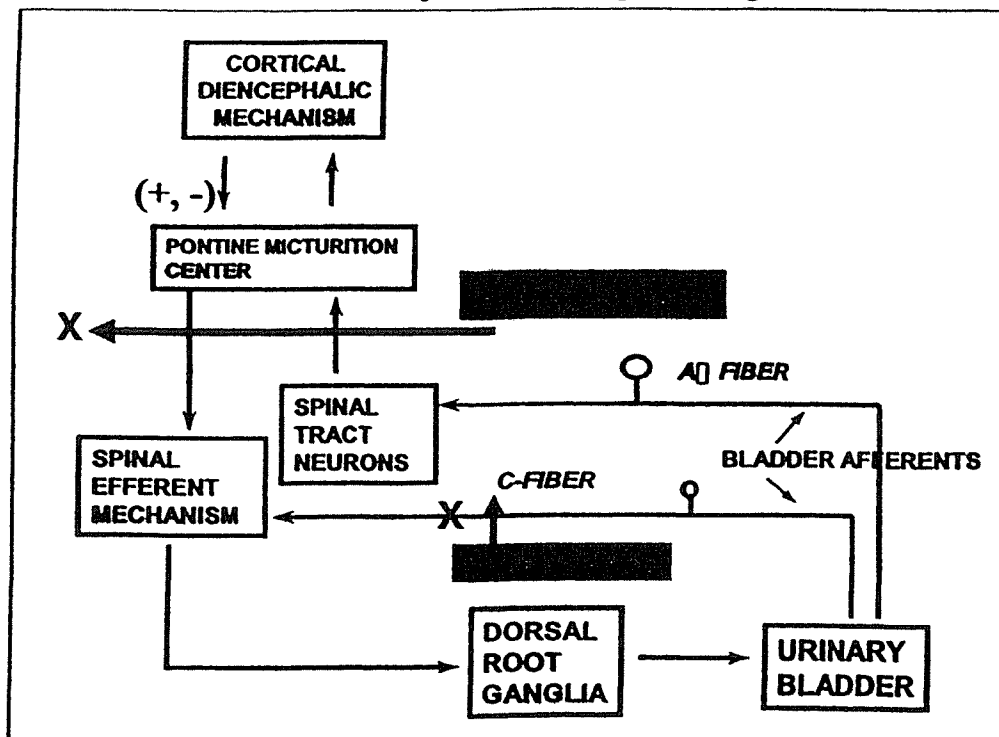 CORTICAL
DIENCEPHALIC
MECHANISM
(+, -)
PONTINE MICTURITION
CENTER
X
A▯ FIBER
SPINAL
TRACT
NEURONS
BLADDER AFFERENTS
SPINAL
EFFERENT
MECHANISM
C-FIBER
X
DORSAL
ROOT
GANGLIA
URINARY
BLADDER